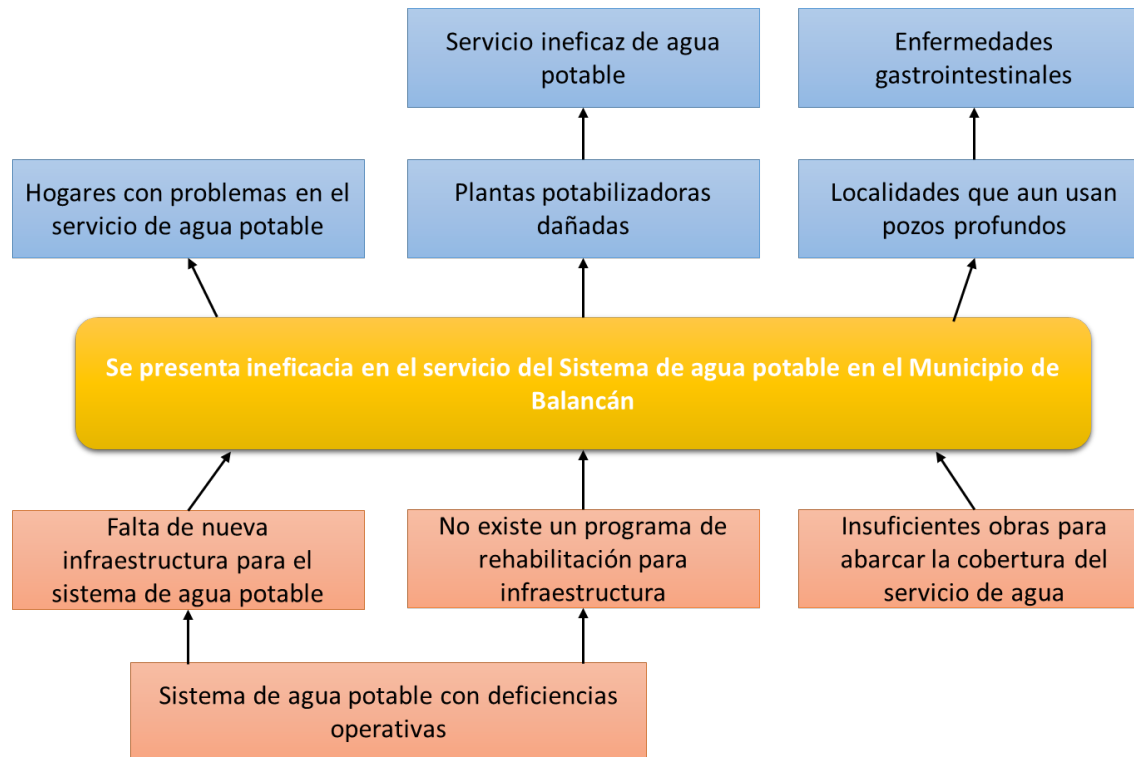 Servicio ineficaz de agua
potable
Enfermedades
gastrointestinales
Hogares con problemas en el
servicio de agua potable
Plantas potabilizadoras
dañadas
Localidades que aun usan
pozos profundos
Se presenta ineficacia en el servicio del Sistema de agua potable en el Municipio de
Balancán
Falta de nueva
infraestructura para el
sistema de agua potable
No existe un programa de
rehabilitación para
infraestructura
Insuficientes obras para
abarcar la cobertura del
servicio de agua
Sistema de agua potable con deficiencias
operativas